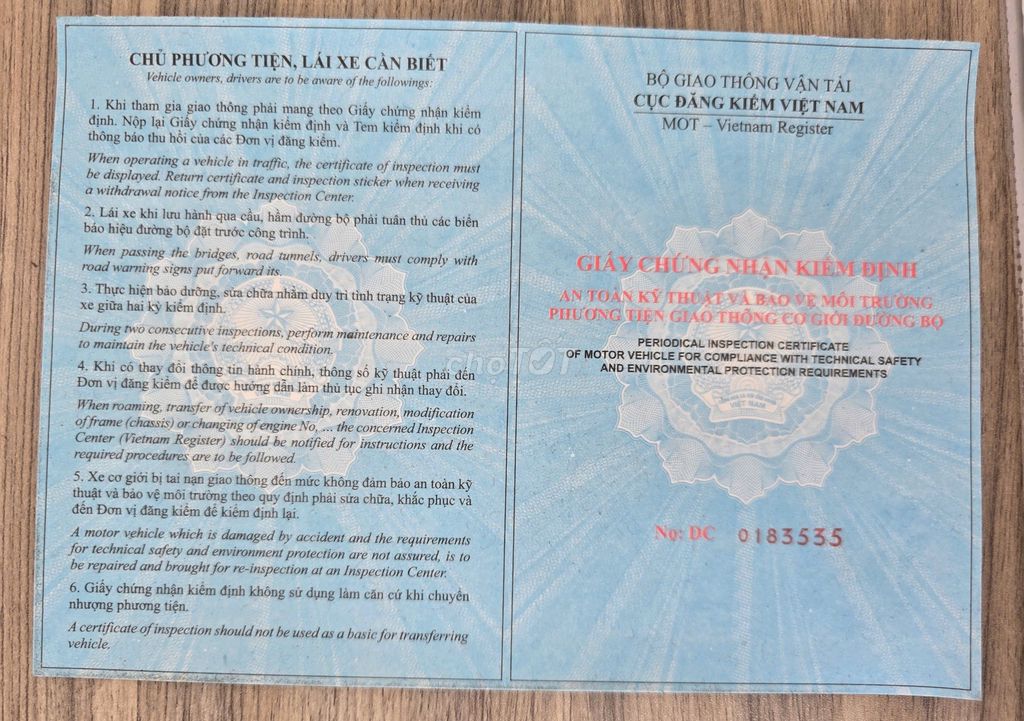 CHỦ PHƯƠNG TIỆN, LÁI XE CẦN BIẾT
Vehicle owners, drivers are to be aware of the followings:
1. Khi tham gia giao thông phải mang theo Giấy chứng nhận kiểm
định. Nộp lại Giấy chứng nhận kiểm định và Tem kiểm định khi có
thông báo thu hồi của các Đơn vị đăng kiểm.
When operating a vehicle in traffic, the certificate of inspection must
be displayed. Return certificate and inspection sticker when receiving
a withdrawal notice from the Inspection Center.
2. Lái xe khi lưu hành qua cầu, hầm đường bộ phải tuân thủ các biển
báo hiệu đường bộ đặt trước công trình.
When passing the bridges, road tunnels, drivers must comply with
road warning signs put forward its.
3. Thực hiện bảo dưỡng, sửa chữa nhằm duy trì tình trạng kỹ thuật của
xe giữa hai kỳ kiểm định.
During two consecutive inspections, perform maintenance and repairs
to maintain the vehicle's technical condition.
4. Khi có thay đổi thông tin hành chính, thông số kỹ thuật phải đến
Đơn vị đăng kiểm để được hướng dẫn làm thủ tục ghi nhận thay đổi.
When roaming, transfer of vehicle ownership, renovation, modification
of frame (chassis) or changing of engine No, ... the concerned Inspection
Center (Vietnam Register) should be notified for instructions and the
required procedures are to be followed.
5. Xe cơ giới bị tai nạn giao thông đến mức không đảm bảo an toàn kỹ
thuật và bảo vệ môi trường theo quy định phải sửa chữa, khắc phục và
đến Đơn vị đăng kiểm để kiểm định lại.
A motor vehicle which is damaged by accident and the requirements
for technical safety and environment protection are not assured, is to
be repaired and brought for re-inspection at an Inspection Center.
6. Giấy chứng nhận kiểm định không sử dụng làm căn cứ khi chuyển
nhượng phương tiện.
A certificate of inspection should not be used as a basic for transferring
vehicle.
BỘ GIAO THÔNG VẬN TẢI
CỤC ĐĂNG KIỂM VIỆT NAM
MOT – Vietnam Register
GIẤY CHỨNG NHẬN KIỂM ĐỊNH
AN TOÀN KỸ THUẬT VÀ BẢO VỆ MÔI TRƯỜNG
PHƯƠNG TIỆN GIAO THÔNG CƠ GIỚI ĐƯỜNG BỘ
PERIODICAL INSPECTION CERTIFICATE
OF MOTOR VEHICLE FOR COMPLIANCE WITH TECHNICAL SAFETY
AND ENVIRONMENTAL PROTECTION REQUIREMENTS
VIỆT NAM
No: DC 0183535
chợTỐT